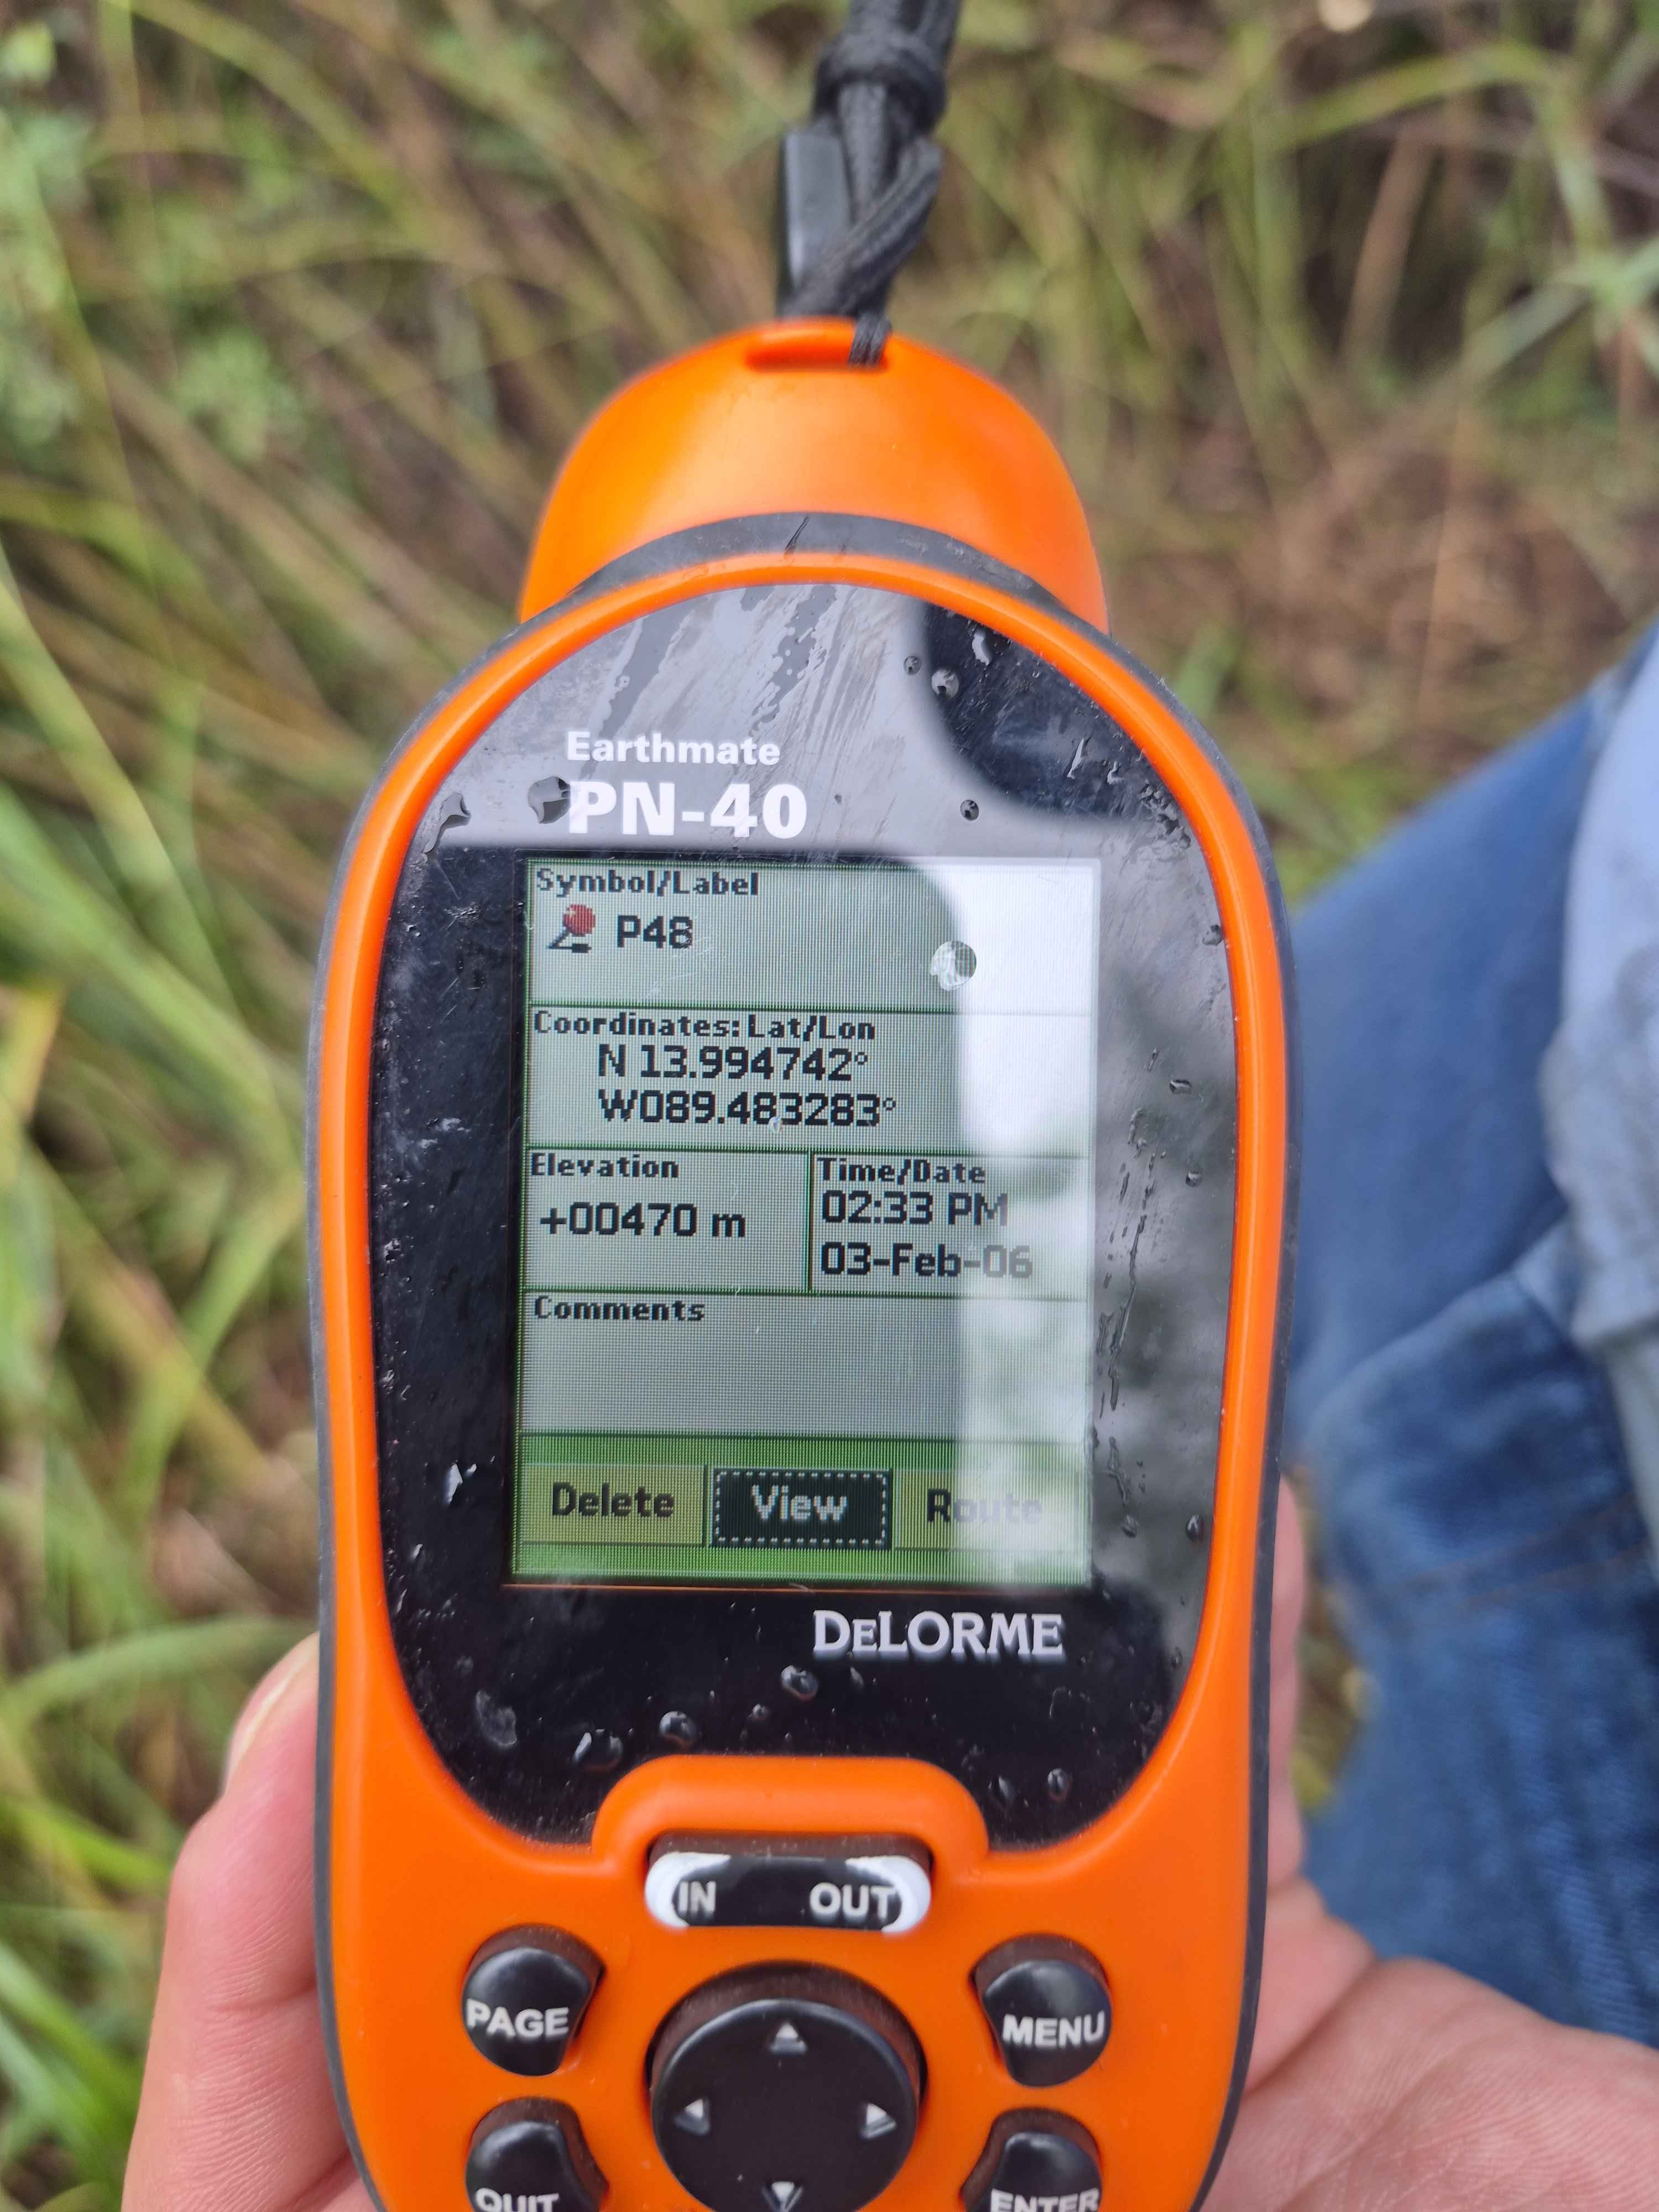 Earthmate
PN-40
Symbol/Label
P48
Coordinates: Lat/Lon
N 13.994742°
W089.483283°
Elevation
+00470 m
Time/Date
02:33 PM
03-Feb-06
Comments
Delete View Route
DeLORME
IN OUT
PAGE MENU
QUIT ENTER